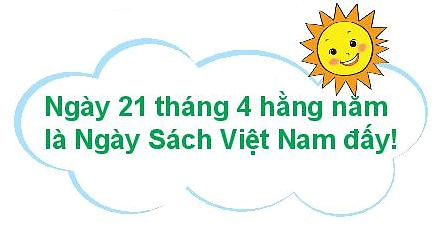 Ngày 21 tháng 4 hằng năm
là Ngày Sách Việt Nam đấy!